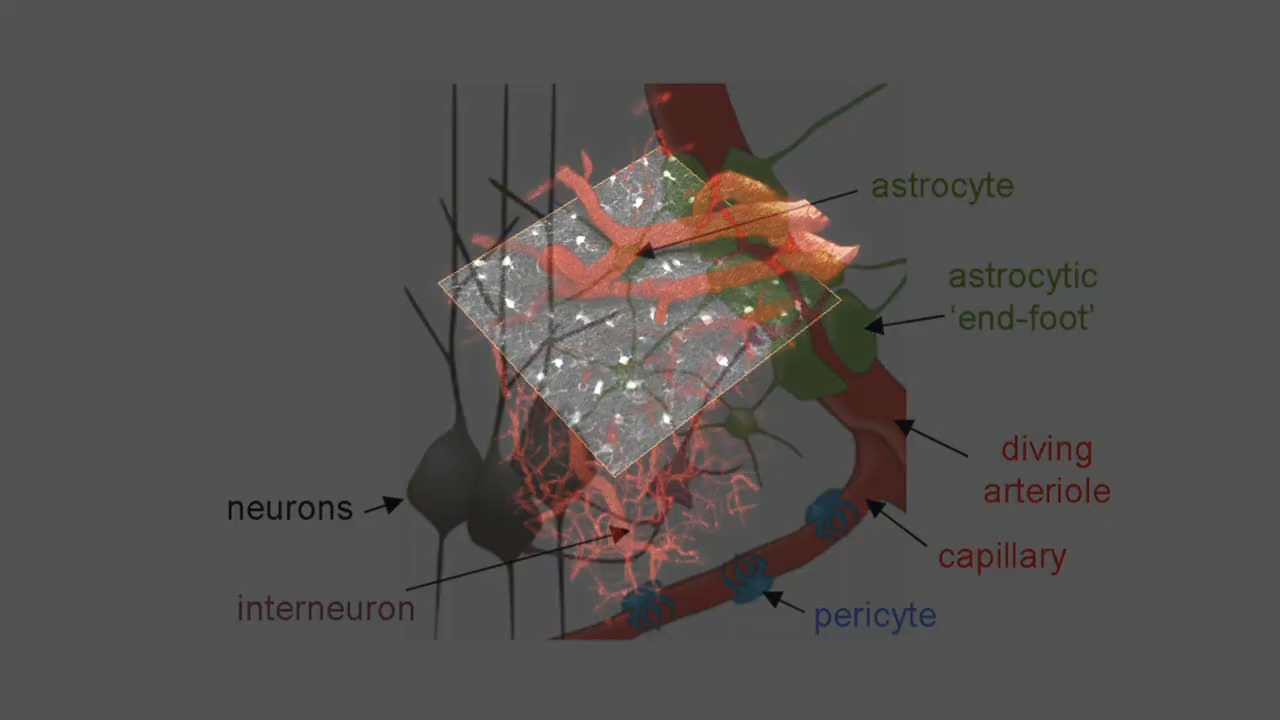 astrocyte
astrocytic
‘end-foot’
diving
arteriole
neurons
capillary
interneuron
pericyte